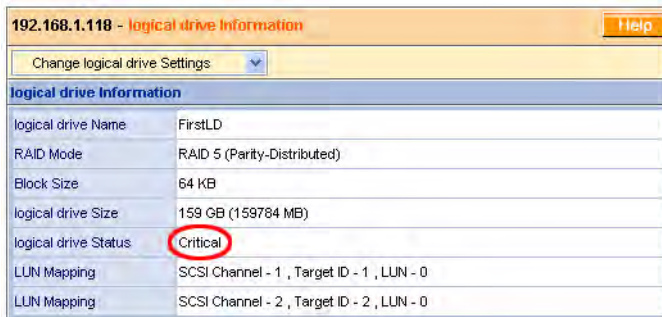 192.168.1.118 - logical drive Information
Help
Change logical drive Settings
logical drive Information
logical drive Name FirstLD
RAID Mode RAID 5 (Parity-Distributed)
Block Size 64 KB
logical drive Size 159 GB (159784 MB)
logical drive Status Critical
LUN Mapping SCSI Channel - 1 , Target ID - 1 , LUN - 0
LUN Mapping SCSI Channel - 2 , Target ID - 2 , LUN - 0